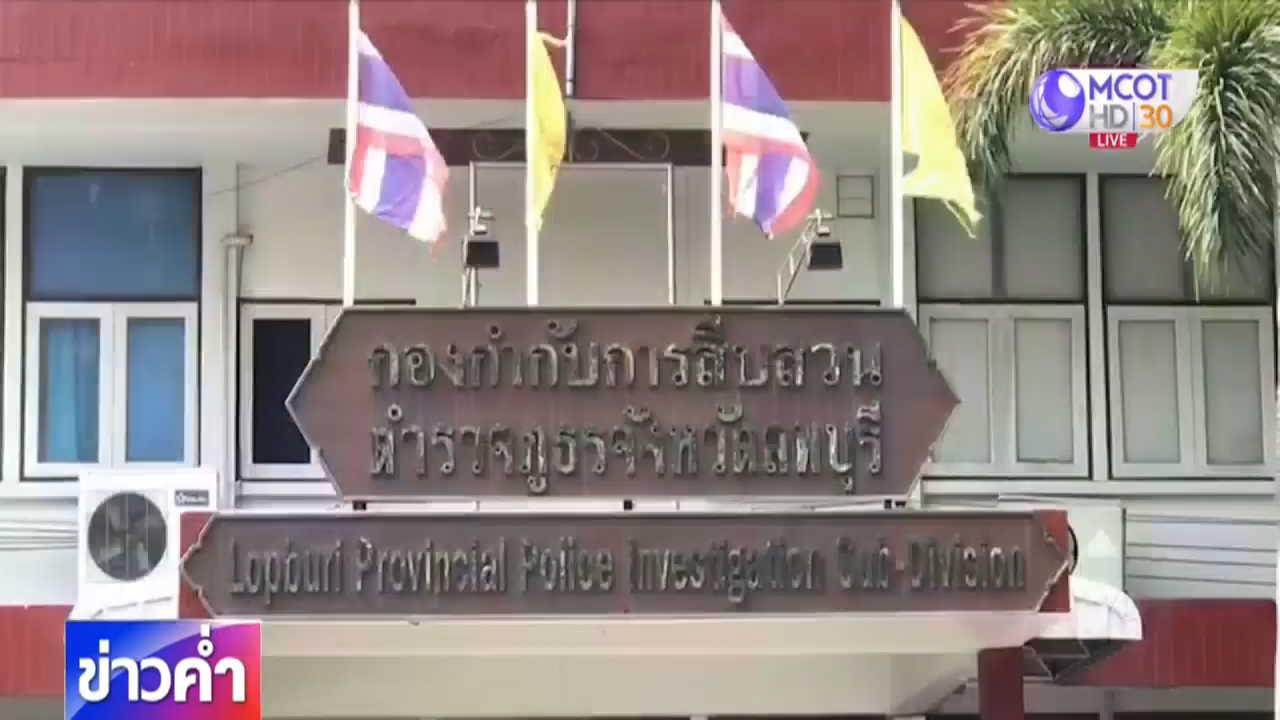 MCOT
HD 30
LIVE
กองกำกับการสืบสวน
ตำรวจภูธรจังหวัดลพบุรี
Lopburi Provincial Police Investigation Sub-Division
ข่าวค่ำ